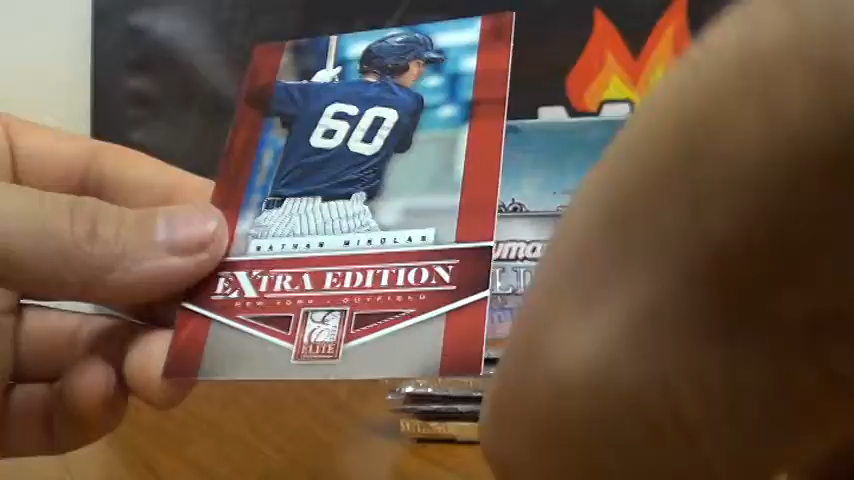 60
NATHAN MIKOLAS
EXTRA EDITION
NEW YORK - OUTFIELD
ELITE